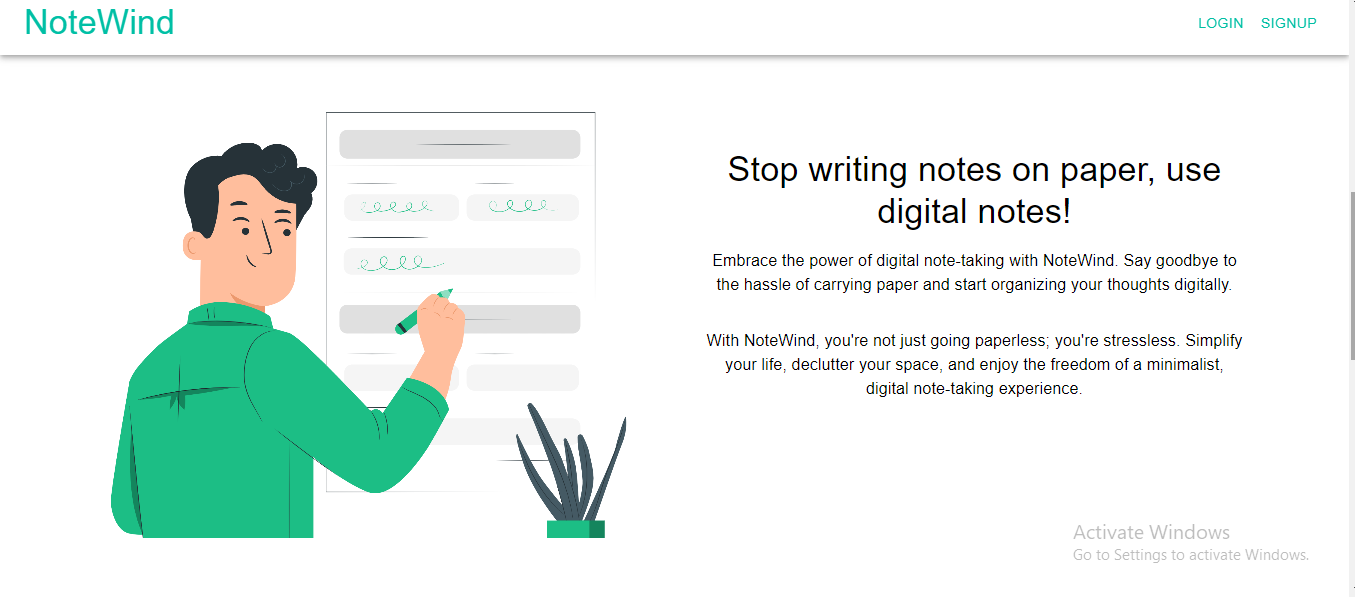 NoteWind
LOGIN SIGNUP
Stop writing notes on paper, use
digital notes!
Embrace the power of digital note-taking with NoteWind. Say goodbye to
the hassle of carrying paper and start organizing your thoughts digitally.
With NoteWind, you're not just going paperless; you're stressless. Simplify
your life, declutter your space, and enjoy the freedom of a minimalist,
digital note-taking experience.
Activate Windows
Go to Settings to activate Windows.